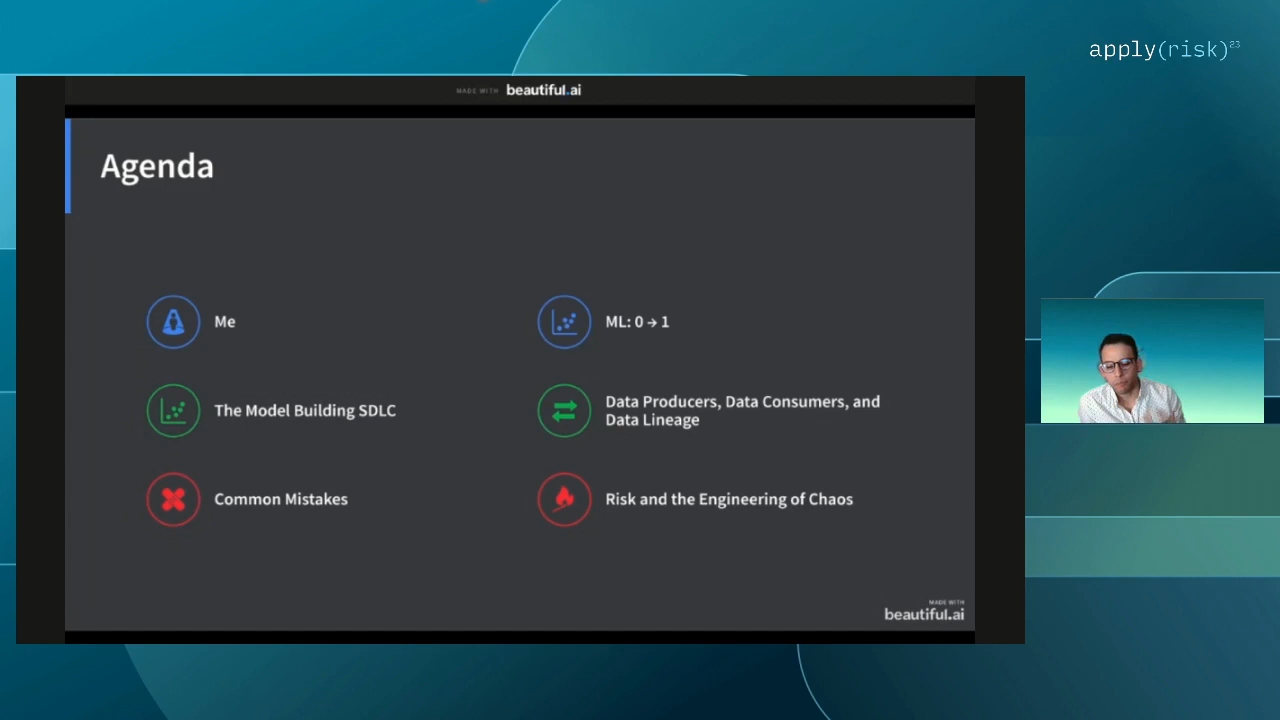 apply(risk)23
MADE WITH beautiful.ai
Agenda
Me
ML: 0 → 1
The Model Building SDLC
Data Producers, Data Consumers, and
Data Lineage
Common Mistakes
Risk and the Engineering of Chaos
MADE WITH
beautiful.ai